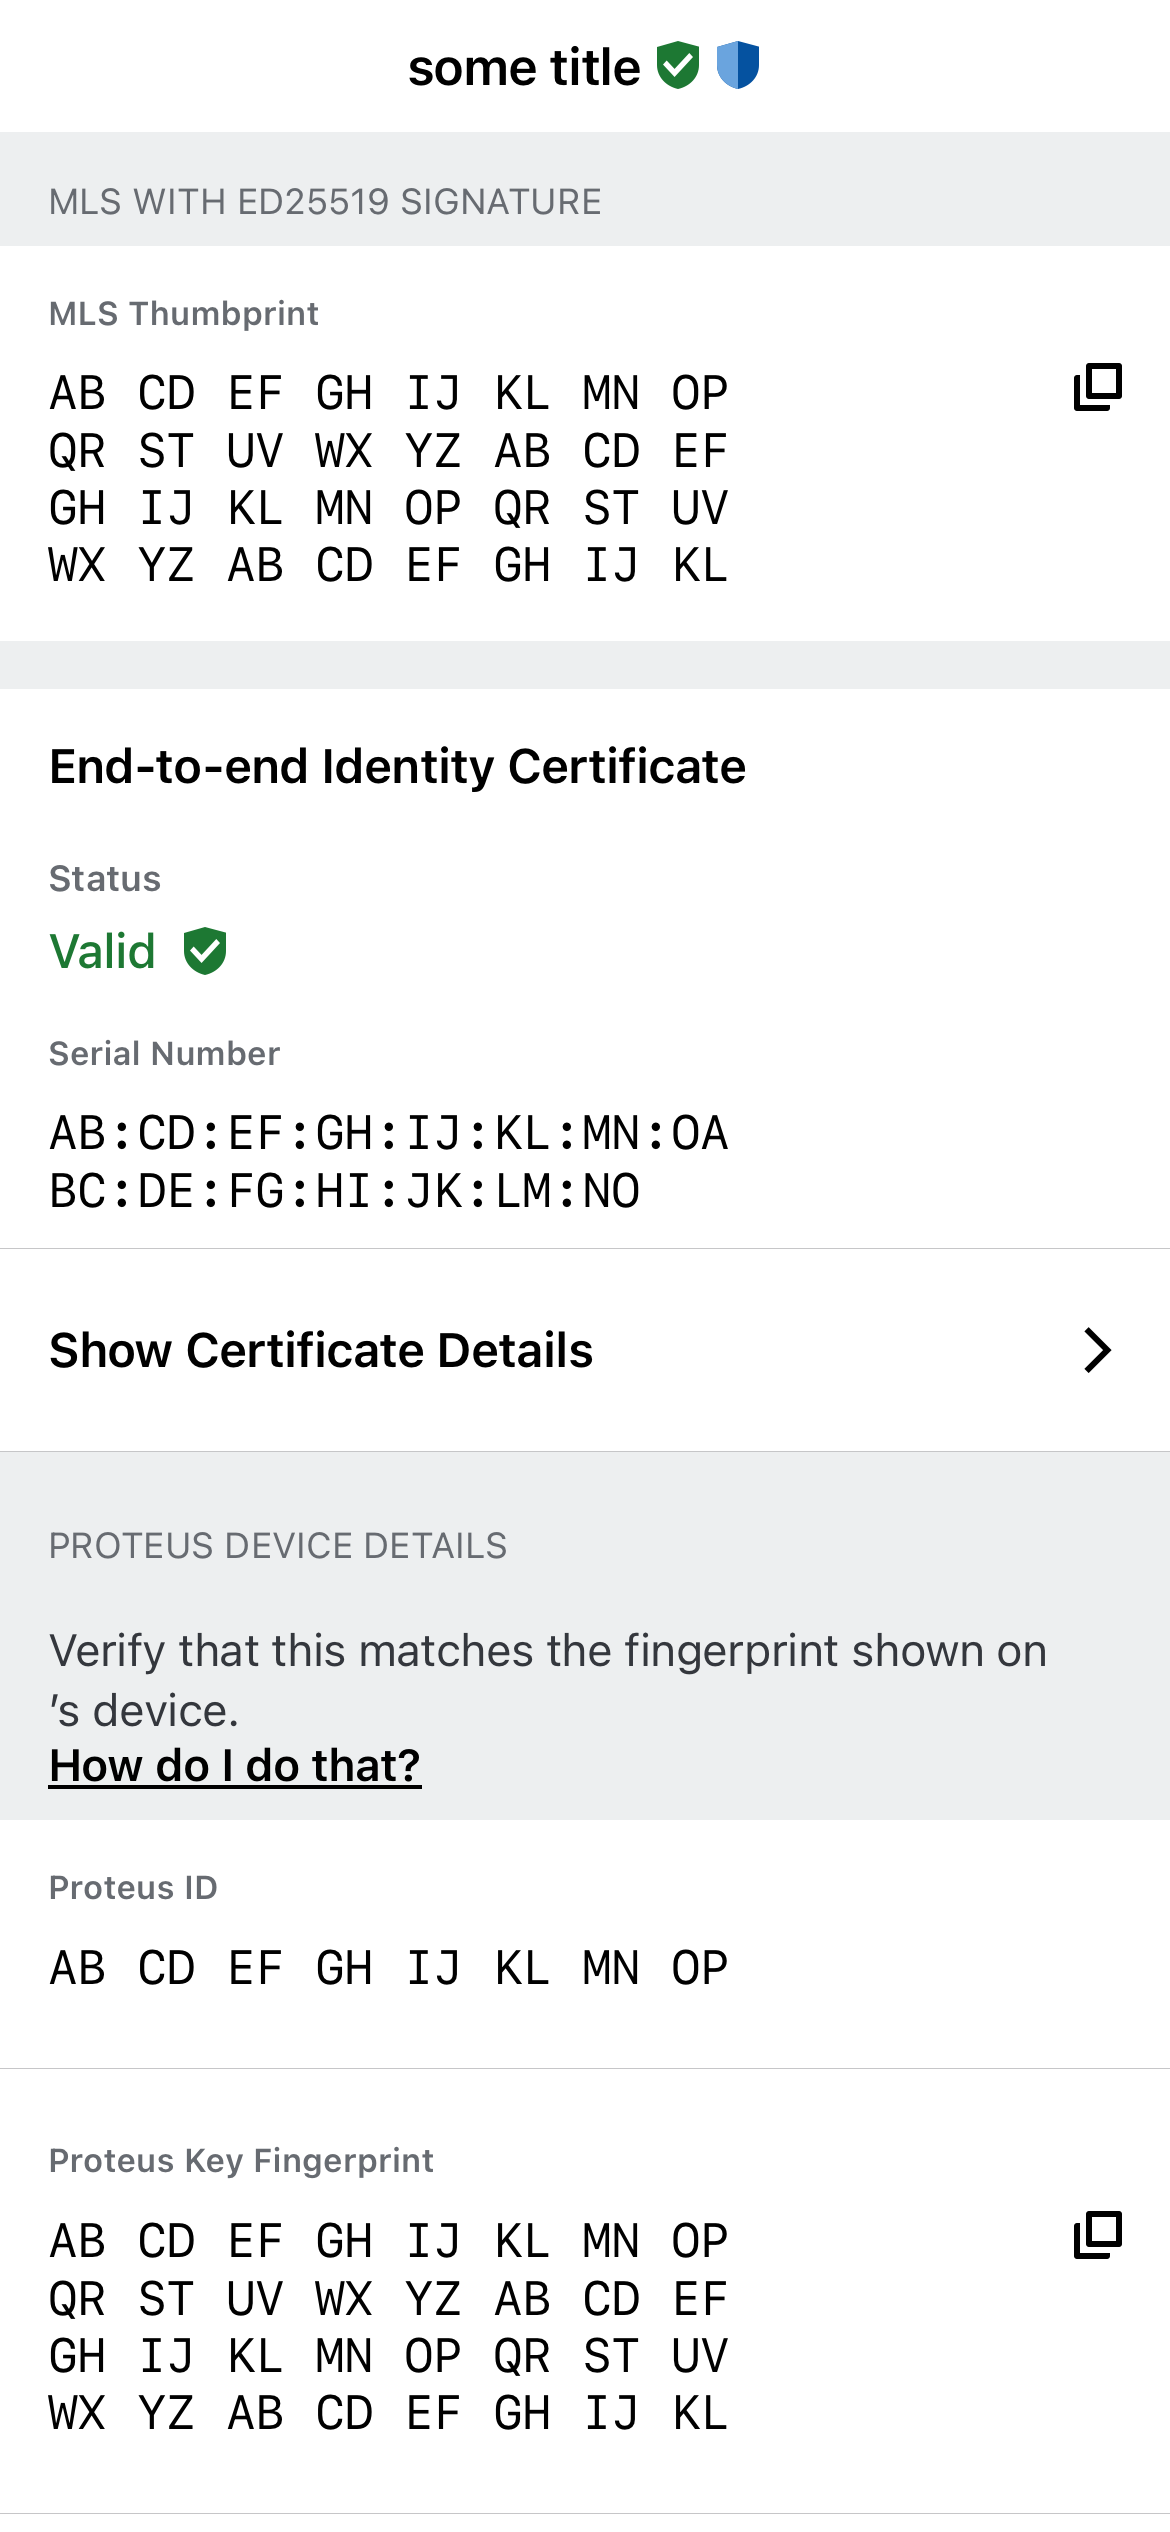 some title
MLS WITH ED25519 SIGNATURE
MLS Thumbprint
AB CD EF GH IJ KL MN OP
QR ST UV WX YZ AB CD EF
GH IJ KL MN OP QR ST UV
WX YZ AB CD EF GH IJ KL
End-to-end Identity Certificate
Status
Valid
Serial Number
AB:CD:EF:GH:IJ:KL:MN:OA
BC:DE:FG:HI:JK:LM:NO
Show Certificate Details
PROTEUS DEVICE DETAILS
Verify that this matches the fingerprint shown on
’s device.
How do I do that?
Proteus ID
AB CD EF GH IJ KL MN OP
Proteus Key Fingerprint
AB CD EF GH IJ KL MN OP
QR ST UV WX YZ AB CD EF
GH IJ KL MN OP QR ST UV
WX YZ AB CD EF GH IJ KL